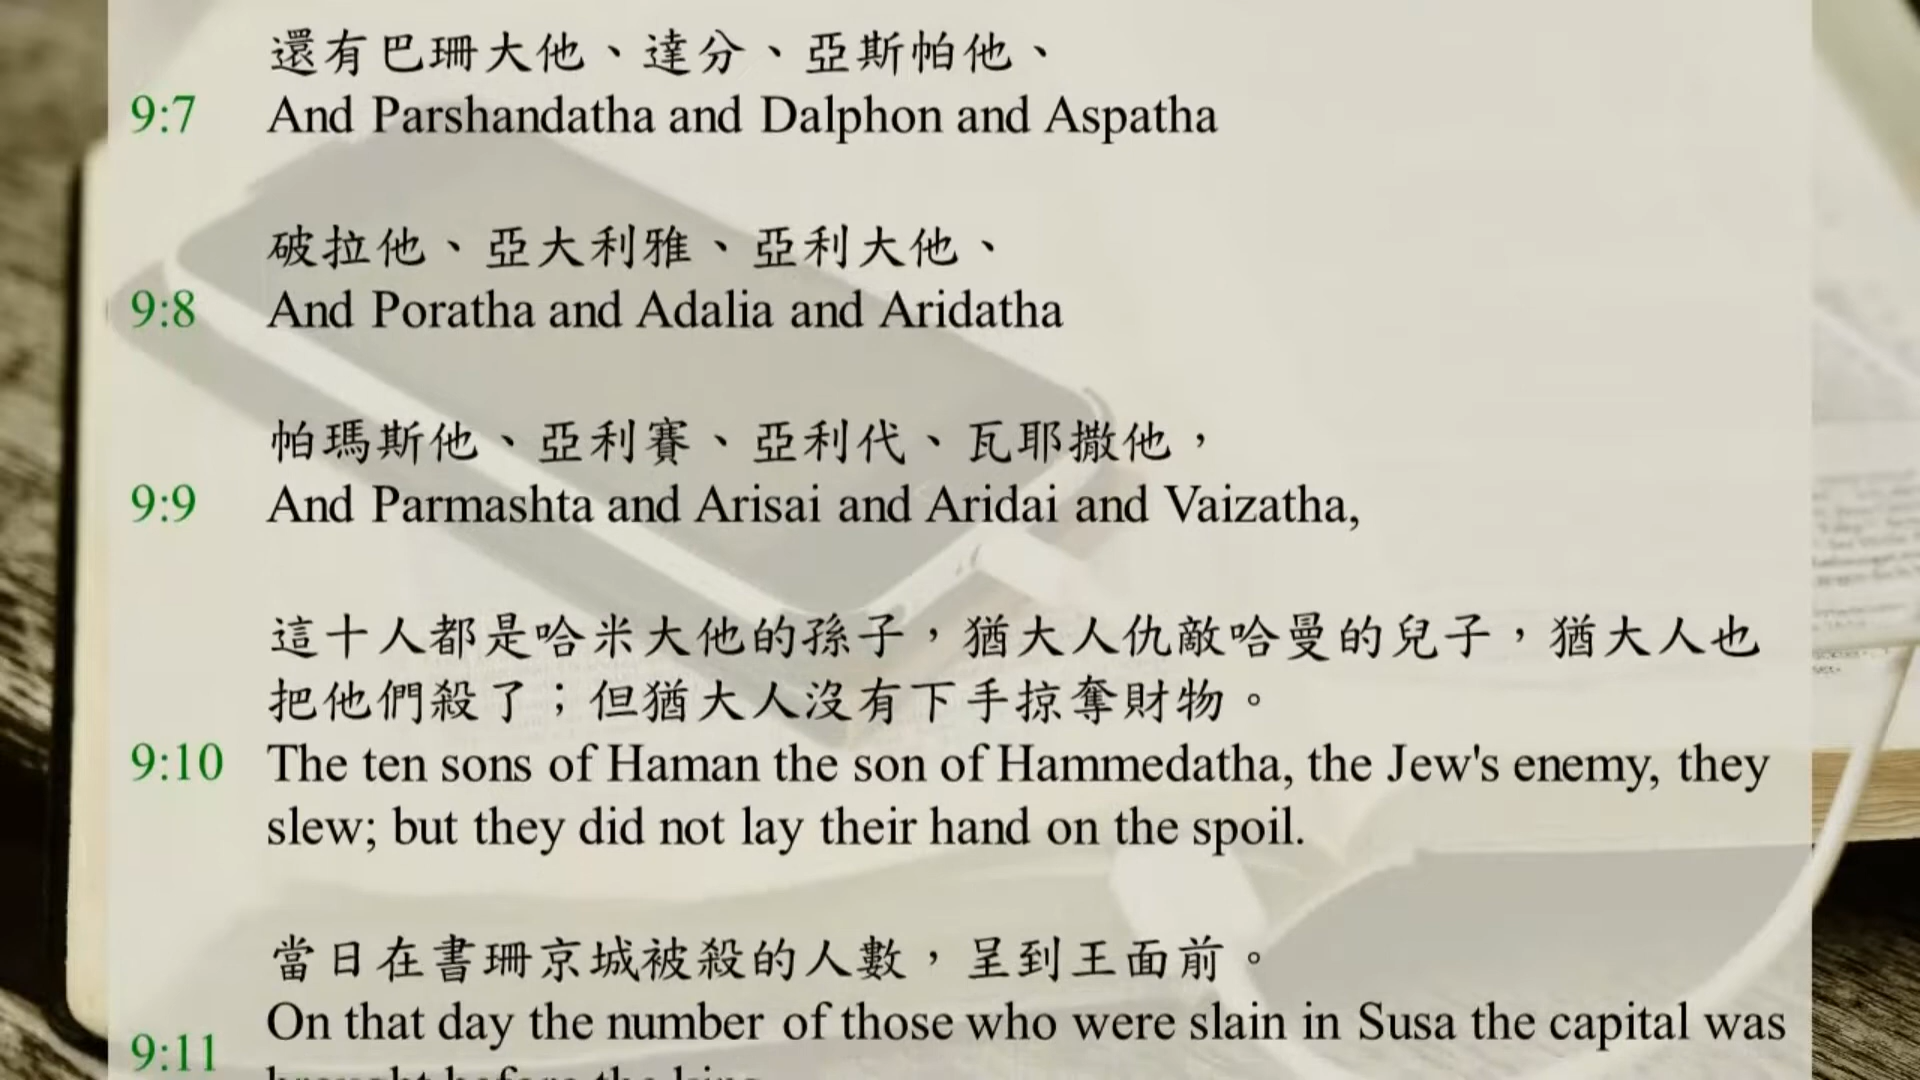 還有巴珊大他、達分、亞斯帕他、
9:7 And Parshandatha and Dalphon and Aspatha
破拉他、亞大利雅、亞利大他、
9:8 And Poratha and Adalia and Aridatha
帕瑪斯他、亞利賽、亞利代、瓦耶撒他，
9:9 And Parmashta and Arisai and Aridai and Vaizatha,
這十人都是哈米大他的孫子，猶大人仇敵哈曼的兒子，猶大人也
把他們殺了；但猶大人沒有下手掠奪財物。
9:10 The ten sons of Haman the son of Hammedatha, the Jew's enemy, they
slew; but they did not lay their hand on the spoil.
當日在書珊京城被殺的人數，呈到王面前。
9:11 On that day the number of those who were slain in Susa the capital was
brought before the king.